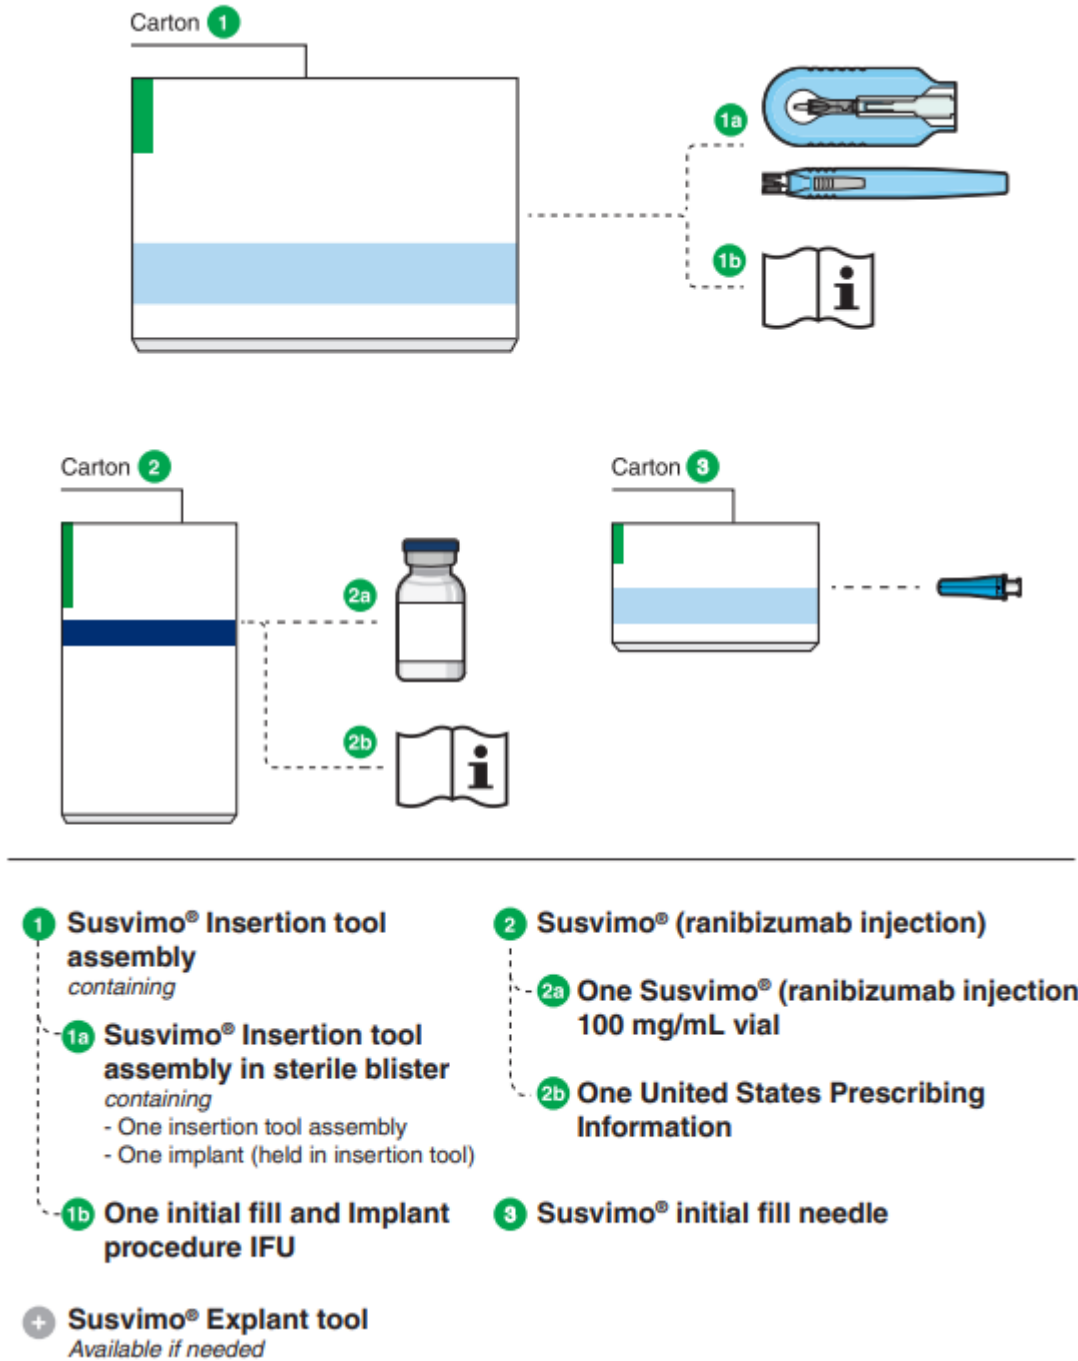 Carton 1
1a
1b
Carton 2
2a
2b
Carton 3
1 Susvimo® Insertion tool
assembly
containing
1a Susvimo® Insertion tool
assembly in sterile blister
containing
- One insertion tool assembly
- One implant (held in insertion tool)
1b One initial fill and Implant
procedure IFU
+ Susvimo® Explant tool
Available if needed
2 Susvimo® (ranibizumab injection)
2a One Susvimo® (ranibizumab injection
100 mg/mL vial
2b One United States Prescribing
Information
3 Susvimo® initial fill needle